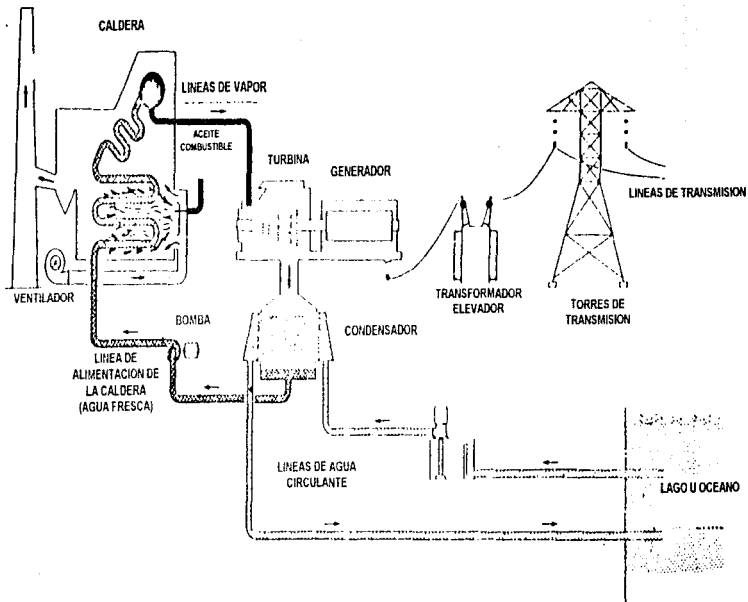 CALDERA
LINEAS DE VAPOR
ACEITE
COMBUSTIBLE
TURBINA
GENERADOR
LINEAS DE TRANSMISION
VENTILADOR
TRANSFORMADOR
ELEVADOR
TORRES DE
TRANSMISION
BOMBA
CONDENSADOR
LINEA DE
ALIMENTACION DE
LA CALDERA
(AGUA FRESCA)
LINEAS DE AGUA
CIRCULANTE
LAGO U OCEANO